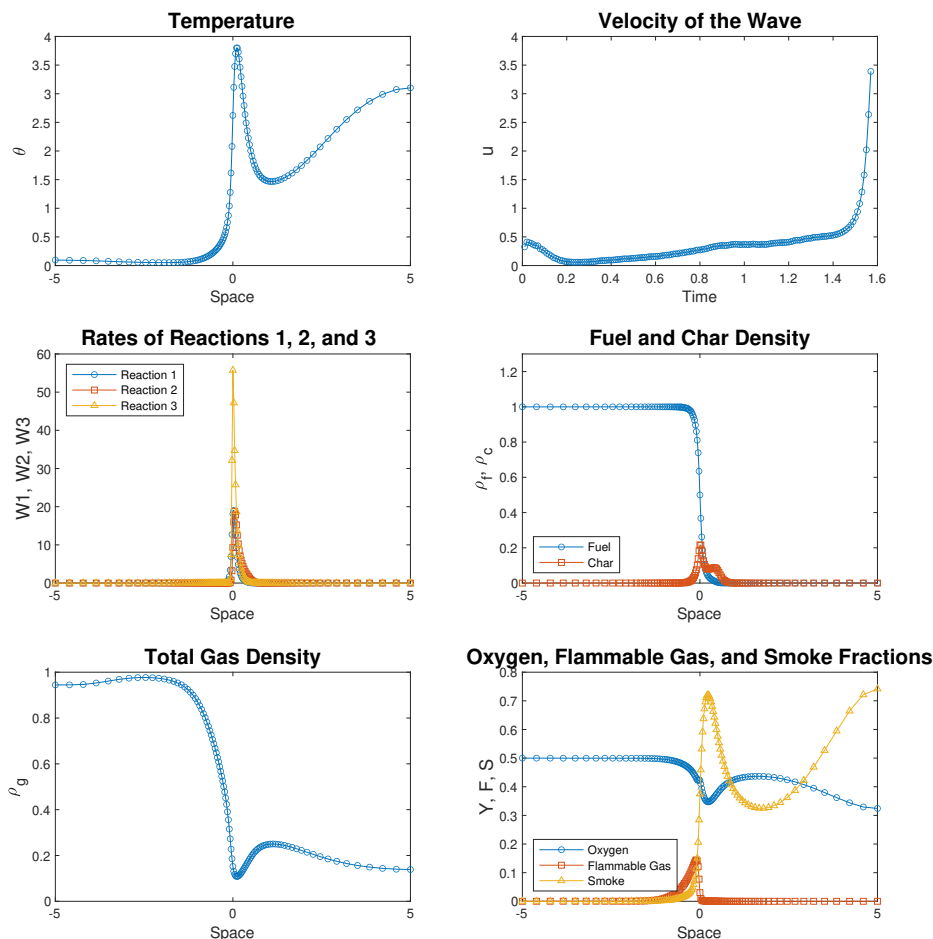 Temperature
4
3.5
3
2.5
2
1.5
1
0.5
0
θ
-5 0 5
Space
Velocity of the Wave
4
3.5
3
2.5
2
1.5
1
0.5
0
u
0 0.2 0.4 0.6 0.8 1 1.2 1.4 1.6
Time
Rates of Reactions 1, 2, and 3
60
50
40
30
20
10
0
W1, W2, W3
Reaction 1
Reaction 2
Reaction 3
-5 0 5
Space
Fuel and Char Density
1.2
1
0.8
0.6
0.4
0.2
0
ρf, ρc
Fuel
Char
-5 0 5
Space
Total Gas Density
1
0.8
0.6
0.4
0.2
0
ρg
-5 0 5
Space
Oxygen, Flammable Gas, and Smoke Fractions
0.8
0.7
0.6
0.5
0.4
0.3
0.2
0.1
0
Y, F, S
Oxygen
Flammable Gas
Smoke
-5 0 5
Space